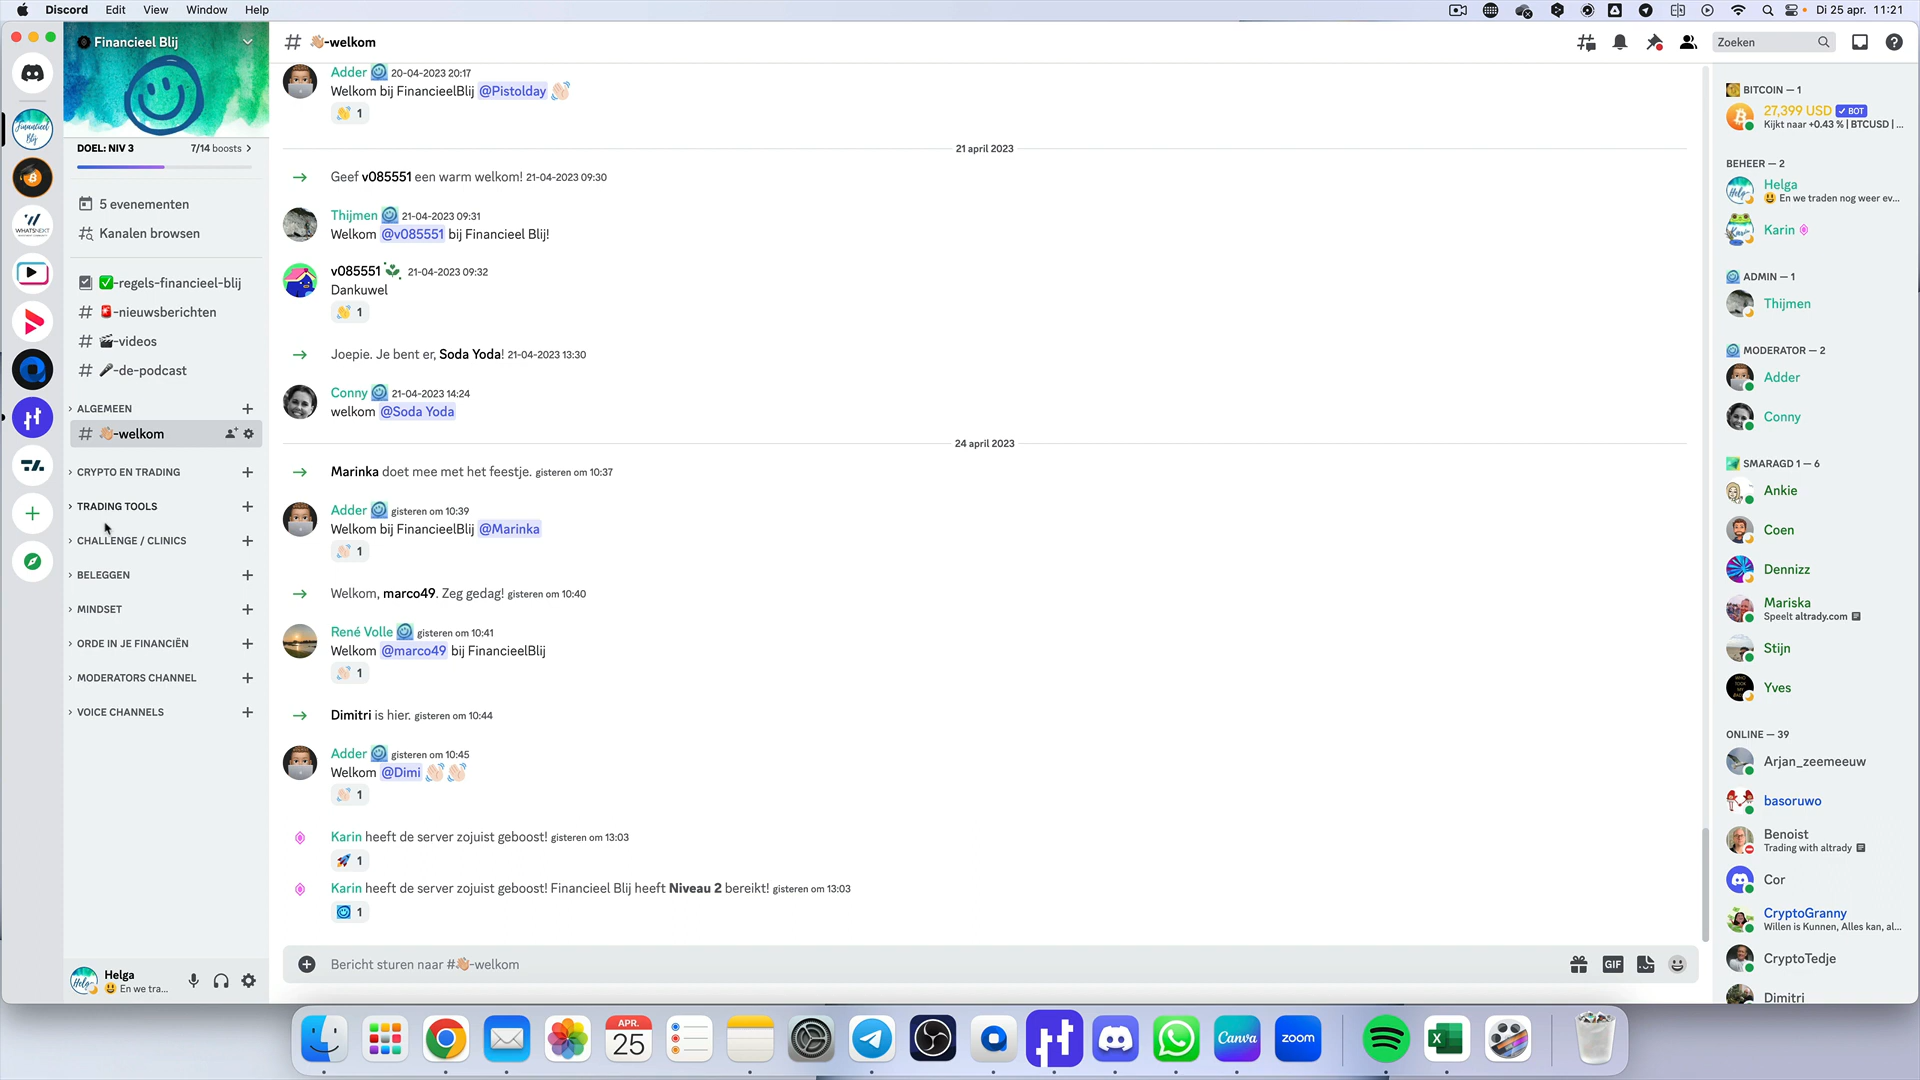 Discord Edit View Window Help
Di 25 apr. 11:21
Financieel Blij
DOEL: NIV 3 7/14 boosts
5 evenementen
Kanalen browsen
-regels-financieel-blij
-nieuwsberichten
-videos
-de-podcast
ALGEMEEN
-welkom
CRYPTO EN TRADING
TRADING TOOLS
CHALLENGE / CLINICS
BELEGGEN
MINDSET
ORDE IN JE FINANCIËN
MODERATORS CHANNEL
VOICE CHANNELS
Helga
En we tra...
# -welkom
Zoeken
Adder 20-04-2023 20:17
Welkom bij FinancieelBlij @Pistolday
1
21 april 2023
Geef v085551 een warm welkom! 21-04-2023 09:30
Thijmen 21-04-2023 09:31
Welkom @v085551 bij Financieel Blij!
v085551 21-04-2023 09:32
Dankuwel
1
Joepie. Je bent er, Soda Yoda! 21-04-2023 13:30
Conny 21-04-2023 14:24
welkom @Soda Yoda
24 april 2023
Marinka doet mee met het feestje. gisteren om 10:37
Adder gisteren om 10:39
Welkom bij FinancieelBlij @Marinka
1
Welkom, marco49. Zeg gedag! gisteren om 10:40
René Volle gisteren om 10:41
Welkom @marco49 bij FinancieelBlij
1
Dimitri is hier. gisteren om 10:44
Adder gisteren om 10:45
Welkom @Dimi
1
Karin heeft de server zojuist geboost! gisteren om 13:03
1
Karin heeft de server zojuist geboost! Financieel Blij heeft Niveau 2 bereikt! gisteren om 13:03
1
Bericht sturen naar # -welkom
GIF
BITCOIN — 1
27,399 USD BOT
Kijkt naar +0.43 % | BTCUSD | ...
BEHEER — 2
Helga
En we traden nog weer ev...
Karin
ADMIN — 1
Thijmen
MODERATOR — 2
Adder
Conny
SMARAGD 1 — 6
Ankie
Coen
Dennizz
Mariska
Speelt altrady.com
Stijn
Yves
ONLINE — 39
Arjan_zeemeeuw
basoruwo
Benoist
Trading with altrady
Cor
CryptoGranny
Willen is Kunnen, Alles kan, al...
CryptoTedje
Dimitri
WHATSNEXT
APR.
25
Canva
zoom